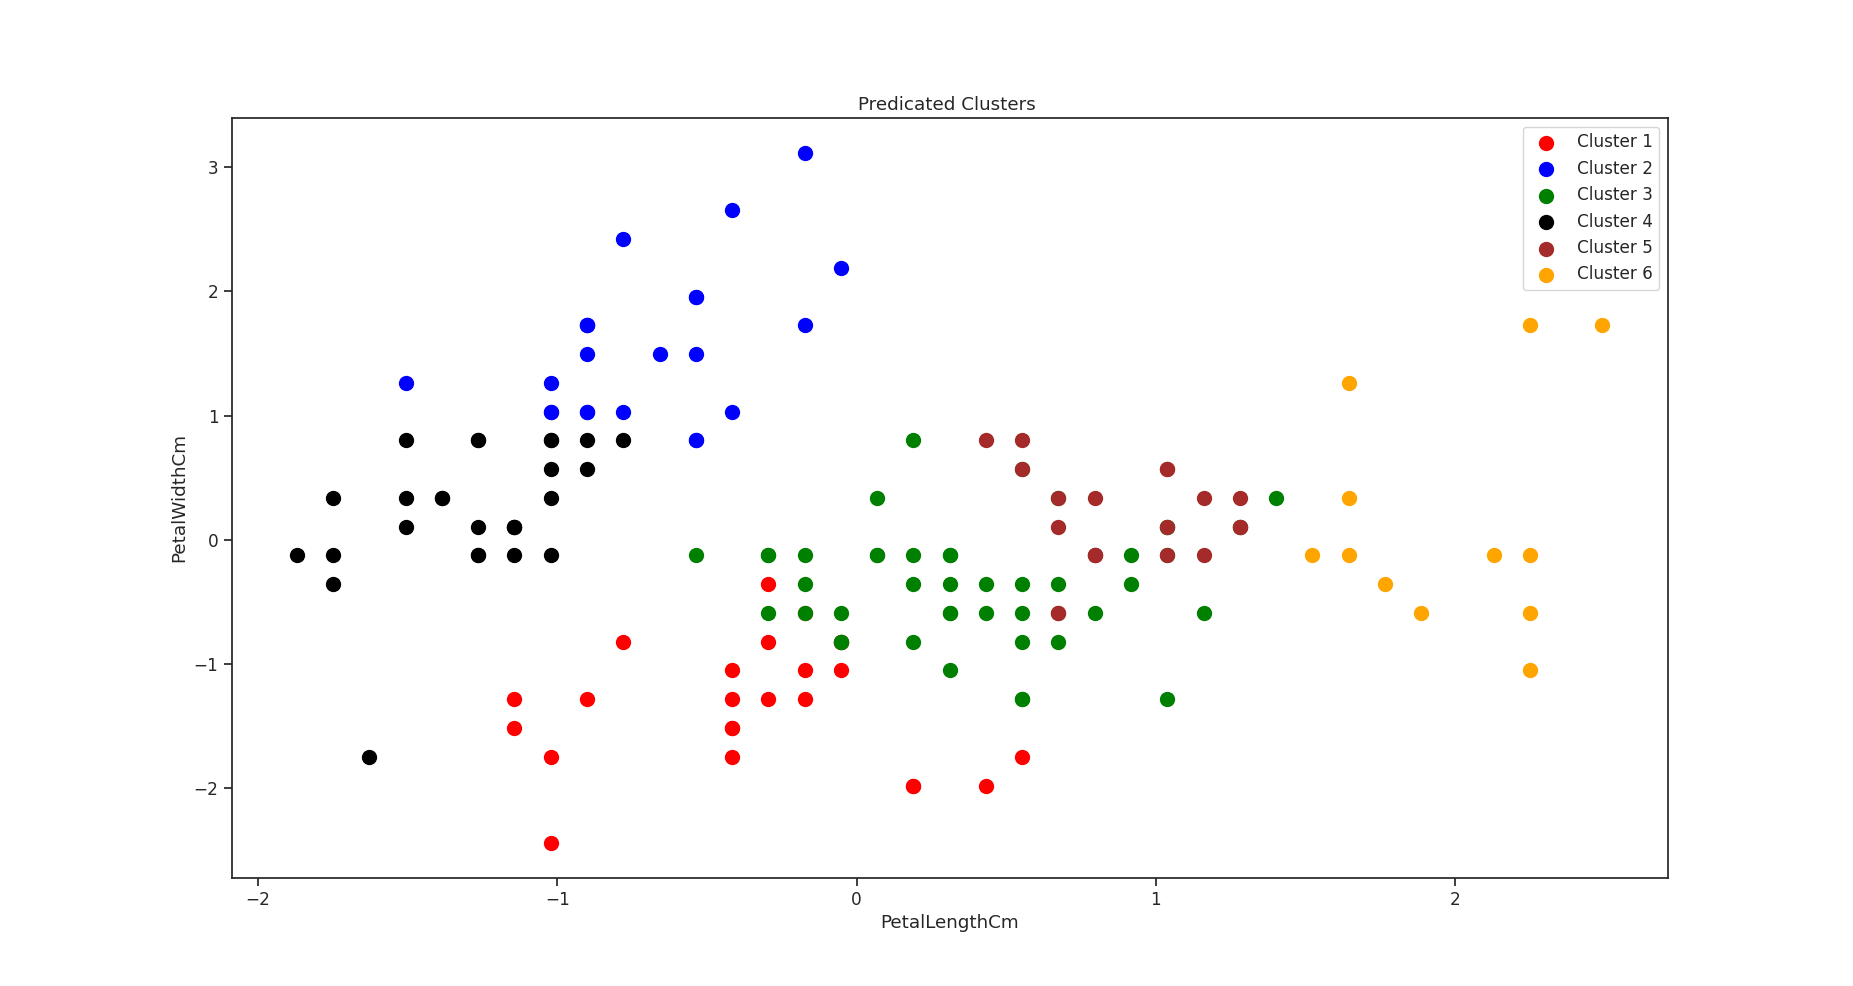 Predicated Clusters
Cluster 1
Cluster 2
Cluster 3
Cluster 4
Cluster 5
Cluster 6
3
2
1
0
−1
−2
PetalWidthCm
−2 −1 0 1 2
PetalLengthCm